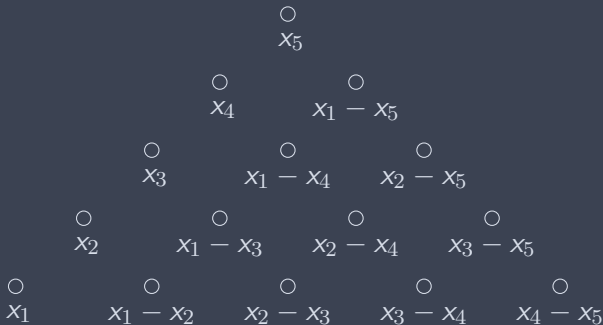 x₅
x₄ x₁ − x₅
x₃ x₁ − x₄ x₂ − x₅
x₂ x₁ − x₃ x₂ − x₄ x₃ − x₅
x₁ x₁ − x₂ x₂ − x₃ x₃ − x₄ x₄ − x₅